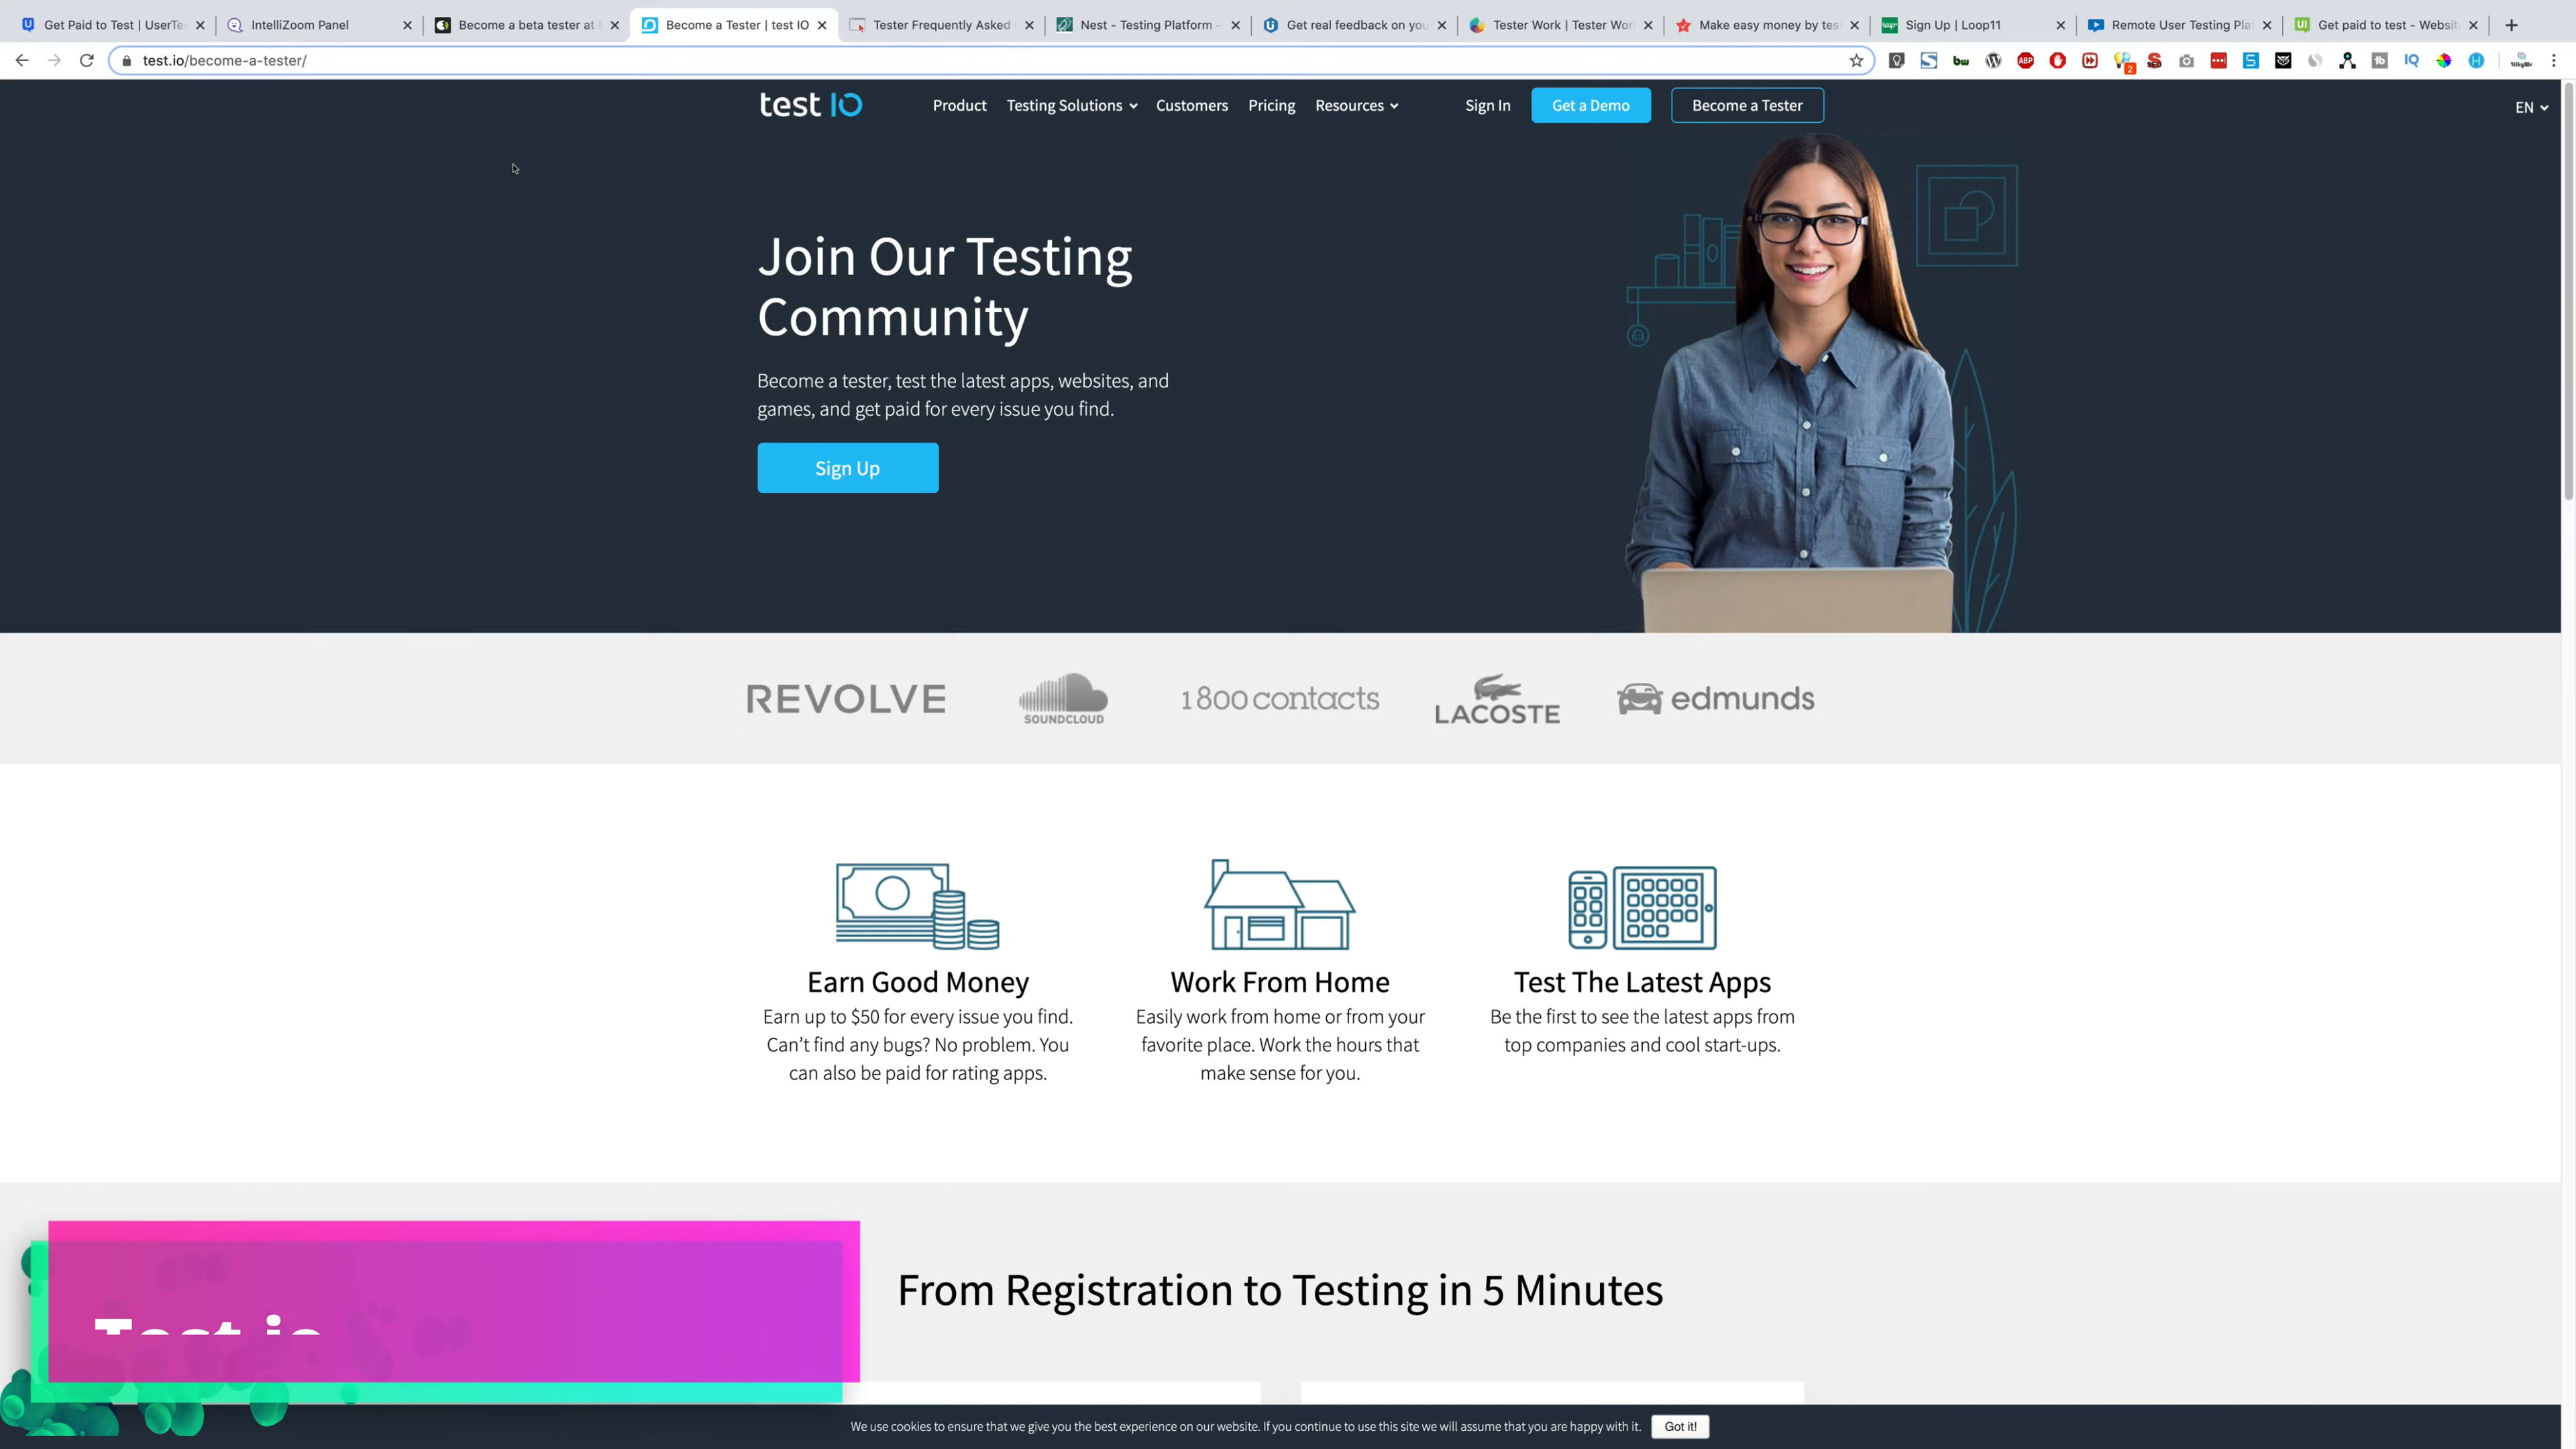 Get Paid to Test | UserTes
IntelliZoom Panel
Become a beta tester at
Become a Tester | test IO
Tester Frequently Asked
Nest - Testing Platform -
Get real feedback on you
Tester Work | Tester Wor
Make easy money by tes
Sign Up | Loop11
Remote User Testing Pla
Get paid to test - Websit
test.io/become-a-tester/
test IO
Product
Testing Solutions
Customers
Pricing
Resources
Sign In
Get a Demo
Become a Tester
EN
Join Our Testing
Community
Become a tester, test the latest apps, websites, and
games, and get paid for every issue you find.
Sign Up
REVOLVE
SOUNDCLOUD
1 800 contacts
LACOSTE
edmunds
Earn Good Money
Earn up to $50 for every issue you find.
Can't find any bugs? No problem. You
can also be paid for rating apps.
Work From Home
Easily work from home or from your
favorite place. Work the hours that
make sense for you.
Test The Latest Apps
Be the first to see the latest apps from
top companies and cool start-ups.
From Registration to Testing in 5 Minutes
Test.io
We use cookies to ensure that we give you the best experience on our website. If you continue to use this site we will assume that you are happy with it.
Got it!